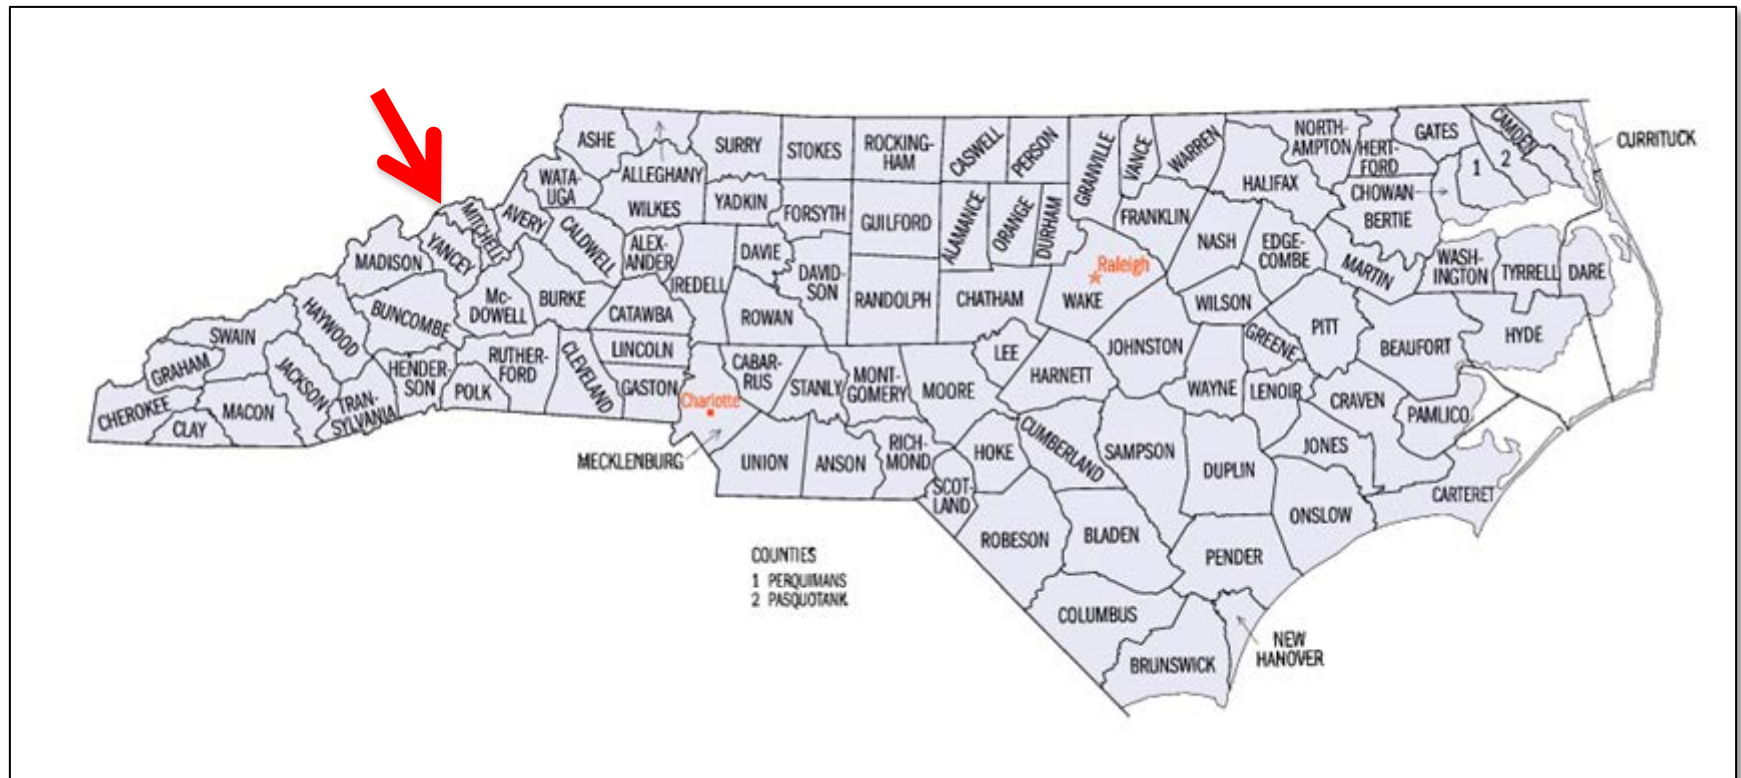 ASHE
ALLEGHANY
SURRY
STOKES
ROCKING-
HAM
CASWELL
PERSON
GRANVILLE
VANCE
WARREN
NORTH-
AMPTON
HERT-
FORD
GATES
CAMDEN
CURRITUCK
1
2
WATA-
UGA
WILKES
YADKIN
FORSYTH
GUILFORD
ALAMANCE
ORANGE
DURHAM
FRANKLIN
HALIFAX
CHOWAN
BERTIE
MITCHELL
AVERY
CALDWELL
ALEX-
ANDER
IREDELL
DAVIE
DAVID-
SON
RANDOLPH
CHATHAM
Raleigh
WAKE
NASH
EDGE-
COMBE
MARTIN
WASH-
INGTON
TYRRELL
DARE
MADISON
YANCEY
Mc-
DOWELL
BURKE
CATAWBA
ROWAN
WILSON
PITT
BEAUFORT
HYDE
SWAIN
HAYWOOD
BUNCOMBE
RUTHER-
FORD
CLEVELAND
LINCOLN
CABAR-
RUS
STANLY
MONT-
GOMERY
MOORE
LEE
HARNETT
JOHNSTON
GREENE
WAYNE
LENOIR
CRAVEN
PAMLICO
GRAHAM
JACKSON
HENDER-
SON
POLK
GASTON
Charlotte
CHEROKEE
CLAY
MACON
TRAN-
SYLVANIA
MECKLENBURG
UNION
ANSON
RICH-
MOND
SCOT-
LAND
HOKE
CUMBERLAND
SAMPSON
DUPLIN
JONES
CARTERET
ONSLOW
ROBESON
BLADEN
PENDER
COLUMBUS
BRUNSWICK
NEW
HANOVER
COUNTIES
1 PERQUIMANS
2 PASQUOTANK